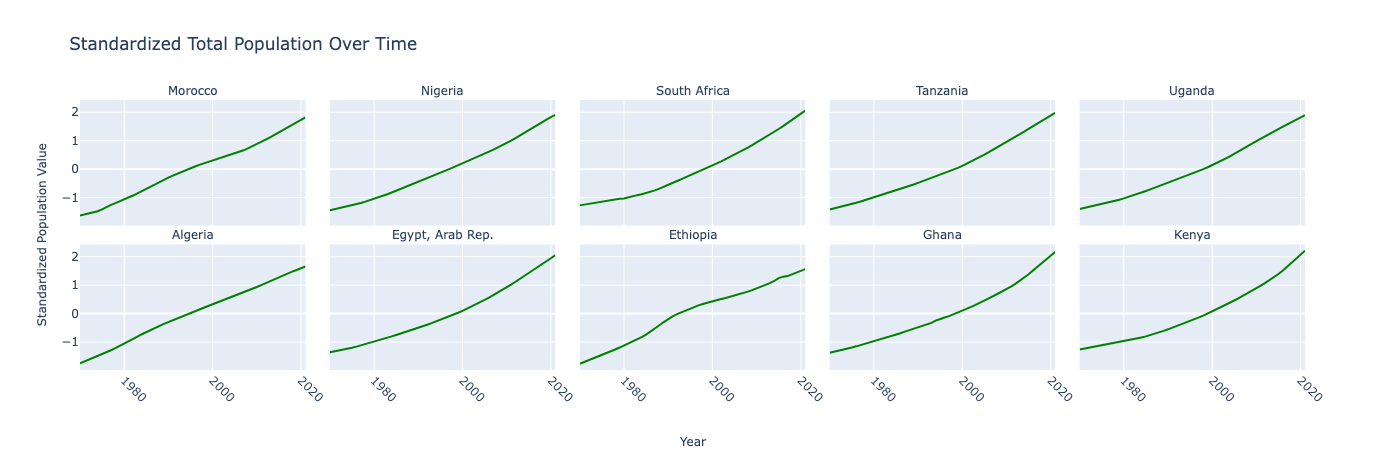 Standardized Total Population Over Time
Morocco
Nigeria
South Africa
Tanzania
Uganda
2
1
0
−1
Algeria
Egypt, Arab Rep.
Ethiopia
Ghana
Kenya
2
1
0
−1
Standardized Population Value
1980
2000
2020
1980
2000
2020
1980
2000
2020
1980
2000
2020
1980
2000
2020
Year